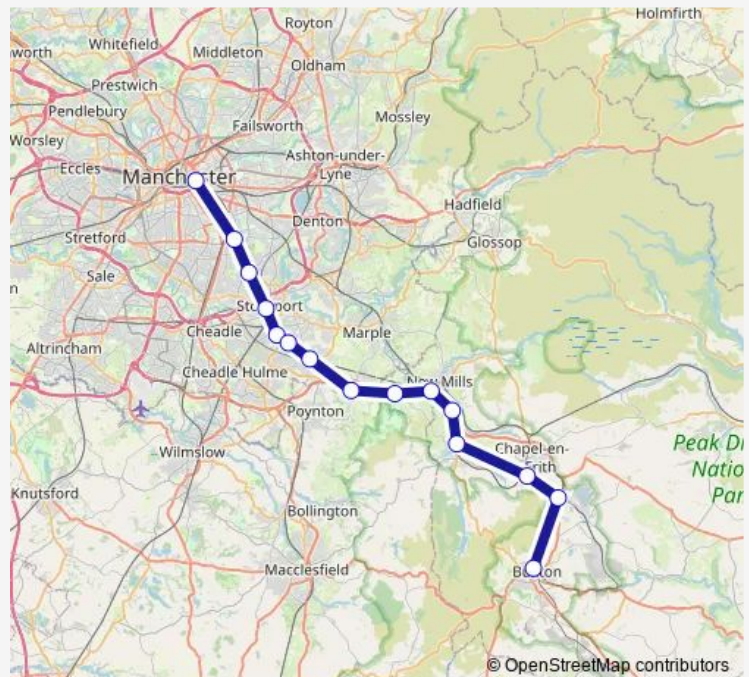 Holmfirth
Royton
Whitefield
Middleton
worth
Oldham
Prestwich
Pendlebury
Mossley
Failsworth
Worsley
Ashton-under-
Lyne
Eccles
Manchester
Hadfield
Denton
Stretford
Glossop
Sale
n
Cheadle
Marple
Altrincham
Cheadle Hulme
New Mills
Poynton
Peak Di
Natio
Par
Chapel-en-
Frith
Wilmslow
Knutsford
Bollington
Macclesfield
© OpenStreetMap contributors